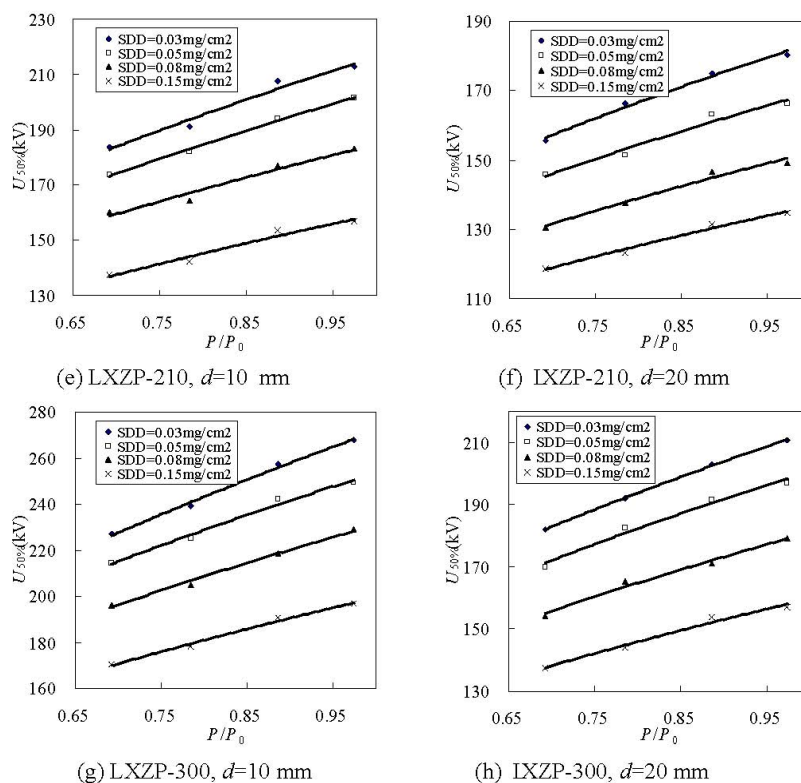 230
210
190
170
150
130
U50%(kV)
◆ SDD=0.03mg/cm2
□ SDD=0.05mg/cm2
▲ SDD=0.08mg/cm2
× SDD=0.15mg/cm2
0.65 0.75 0.85 0.95
P/P0
(e) LXZP-210, d=10 mm
190
170
150
130
110
U50%(kV)
◆ SDD=0.03mg/cm2
□ SDD=0.05mg/cm2
▲ SDD=0.08mg/cm2
× SDD=0.15mg/cm2
0.65 0.75 0.85 0.95
P/P0
(f) LXZP-210, d=20 mm
280
260
240
220
200
180
160
U50%(kV)
◆ SDD=0.03mg/cm2
□ SDD=0.05mg/cm2
▲ SDD=0.08mg/cm2
× SDD=0.15mg/cm2
0.65 0.75 0.85 0.95
P/P0
(g) LXZP-300, d=10 mm
210
190
170
150
130
U50%(kV)
◆ SDD=0.03mg/cm2
□ SDD=0.05mg/cm2
▲ SDD=0.08mg/cm2
× SDD=0.15mg/cm2
0.65 0.75 0.85 0.95
P/P0
(h) LXZP-300, d=20 mm